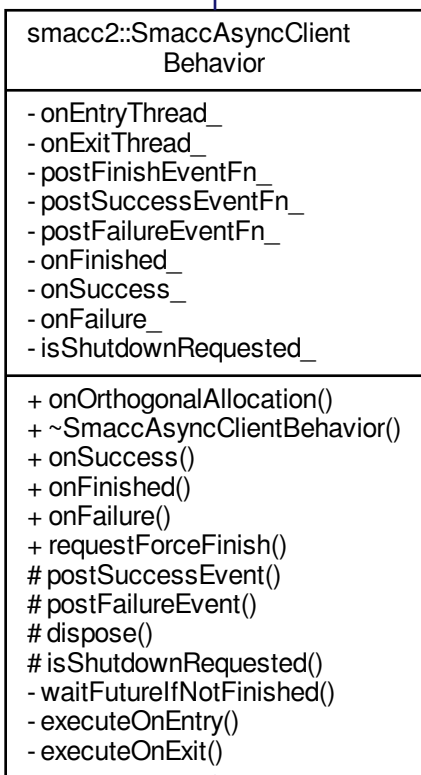 smacc2::SmaccAsyncClient
Behavior
- onEntryThread_
- onExitThread_
- postFinishEventFn_
- postSuccessEventFn_
- postFailureEventFn_
- onFinished_
- onSuccess_
- onFailure_
- isShutdownRequested_
+ onOrthogonalAllocation()
+ ~SmaccAsyncClientBehavior()
+ onSuccess()
+ onFinished()
+ onFailure()
+ requestForceFinish()
# postSuccessEvent()
# postFailureEvent()
# dispose()
# isShutdownRequested()
- waitFutureIfNotFinished()
- executeOnEntry()
- executeOnExit()